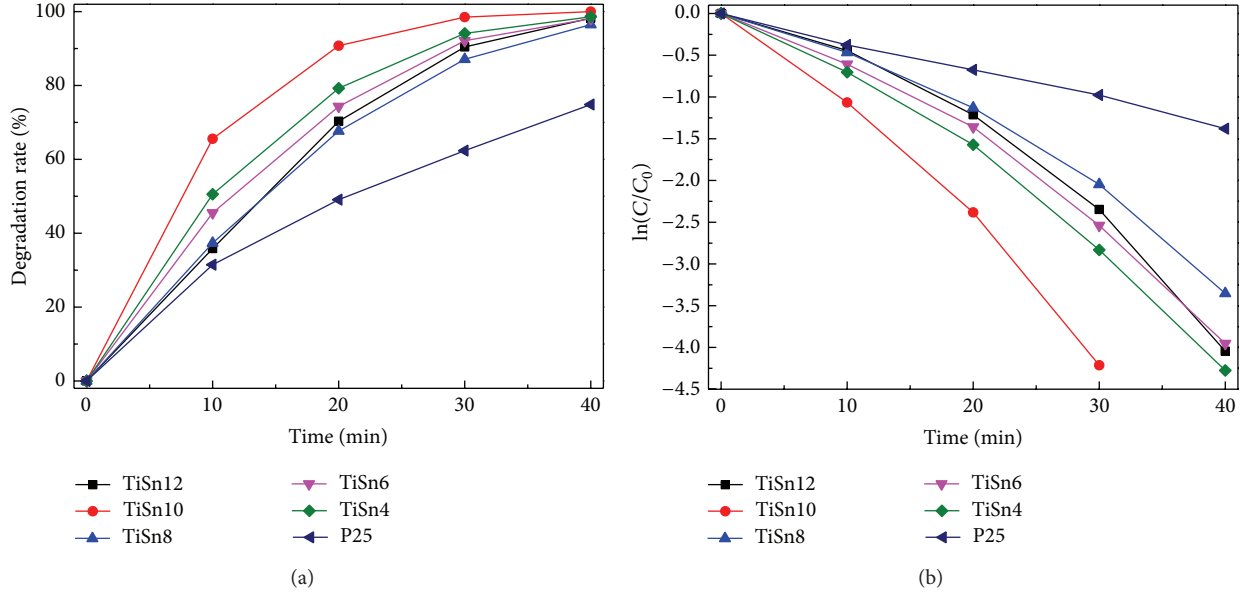 100
80
60
40
20
0
Degradation rate (%)
0 10 20 30 40
Time (min)
TiSn12 TiSn6
TiSn10 TiSn4
TiSn8 P25
(a)
0.0
−0.5
−1.0
−1.5
−2.0
−2.5
−3.0
−3.5
−4.0
−4.5
ln(C/C0)
0 10 20 30 40
Time (min)
TiSn12 TiSn6
TiSn10 TiSn4
TiSn8 P25
(b)